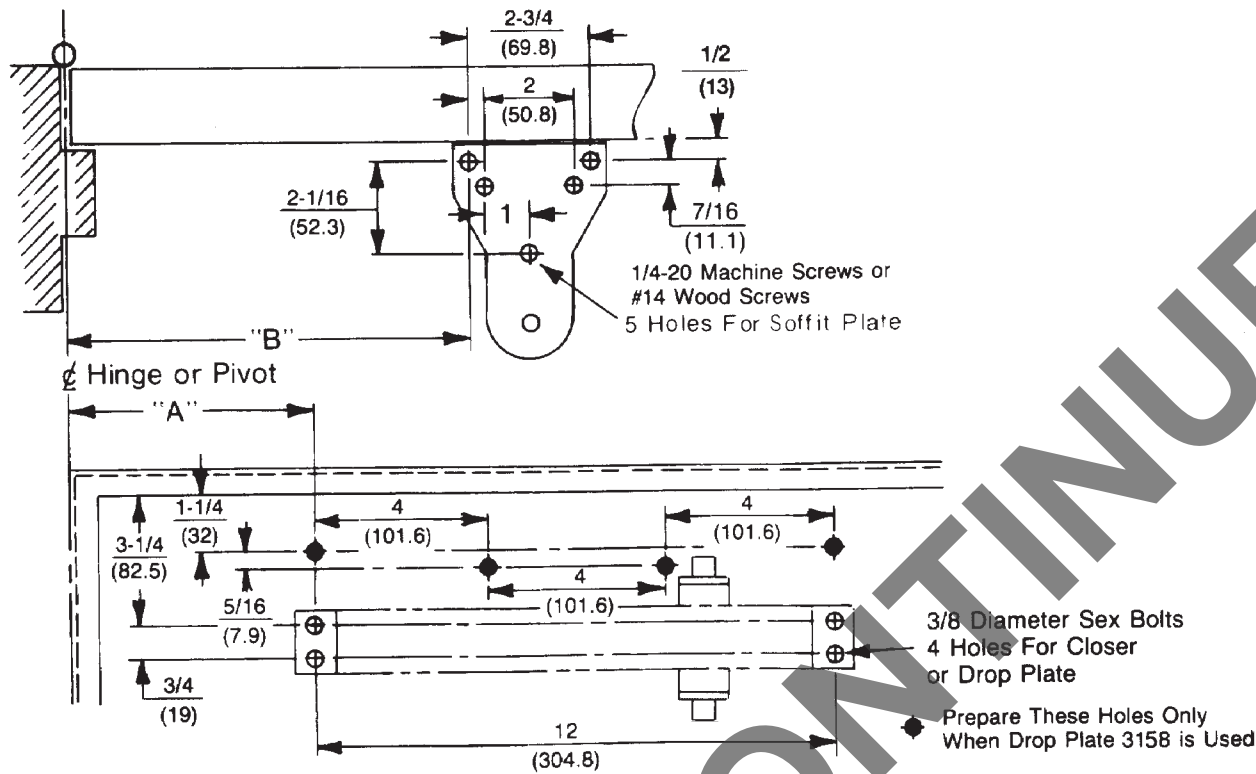 2-3/4
(69.8)
1/2
(13)
2
(50.8)
2-1/16
(52.3)
1
7/16
(11.1)
1/4-20 Machine Screws or
#14 Wood Screws
5 Holes For Soffit Plate
"B"
℄ Hinge or Pivot
"A"
1-1/4
(32)
4
(101.6)
4
(101.6)
3-1/4
(82.5)
4
(101.6)
5/16
(7.9)
3/8 Diameter Sex Bolts
4 Holes For Closer
or Drop Plate
3/4
(19)
Prepare These Holes Only
When Drop Plate 3158 is Used
12
(304.8)
ONTINUE